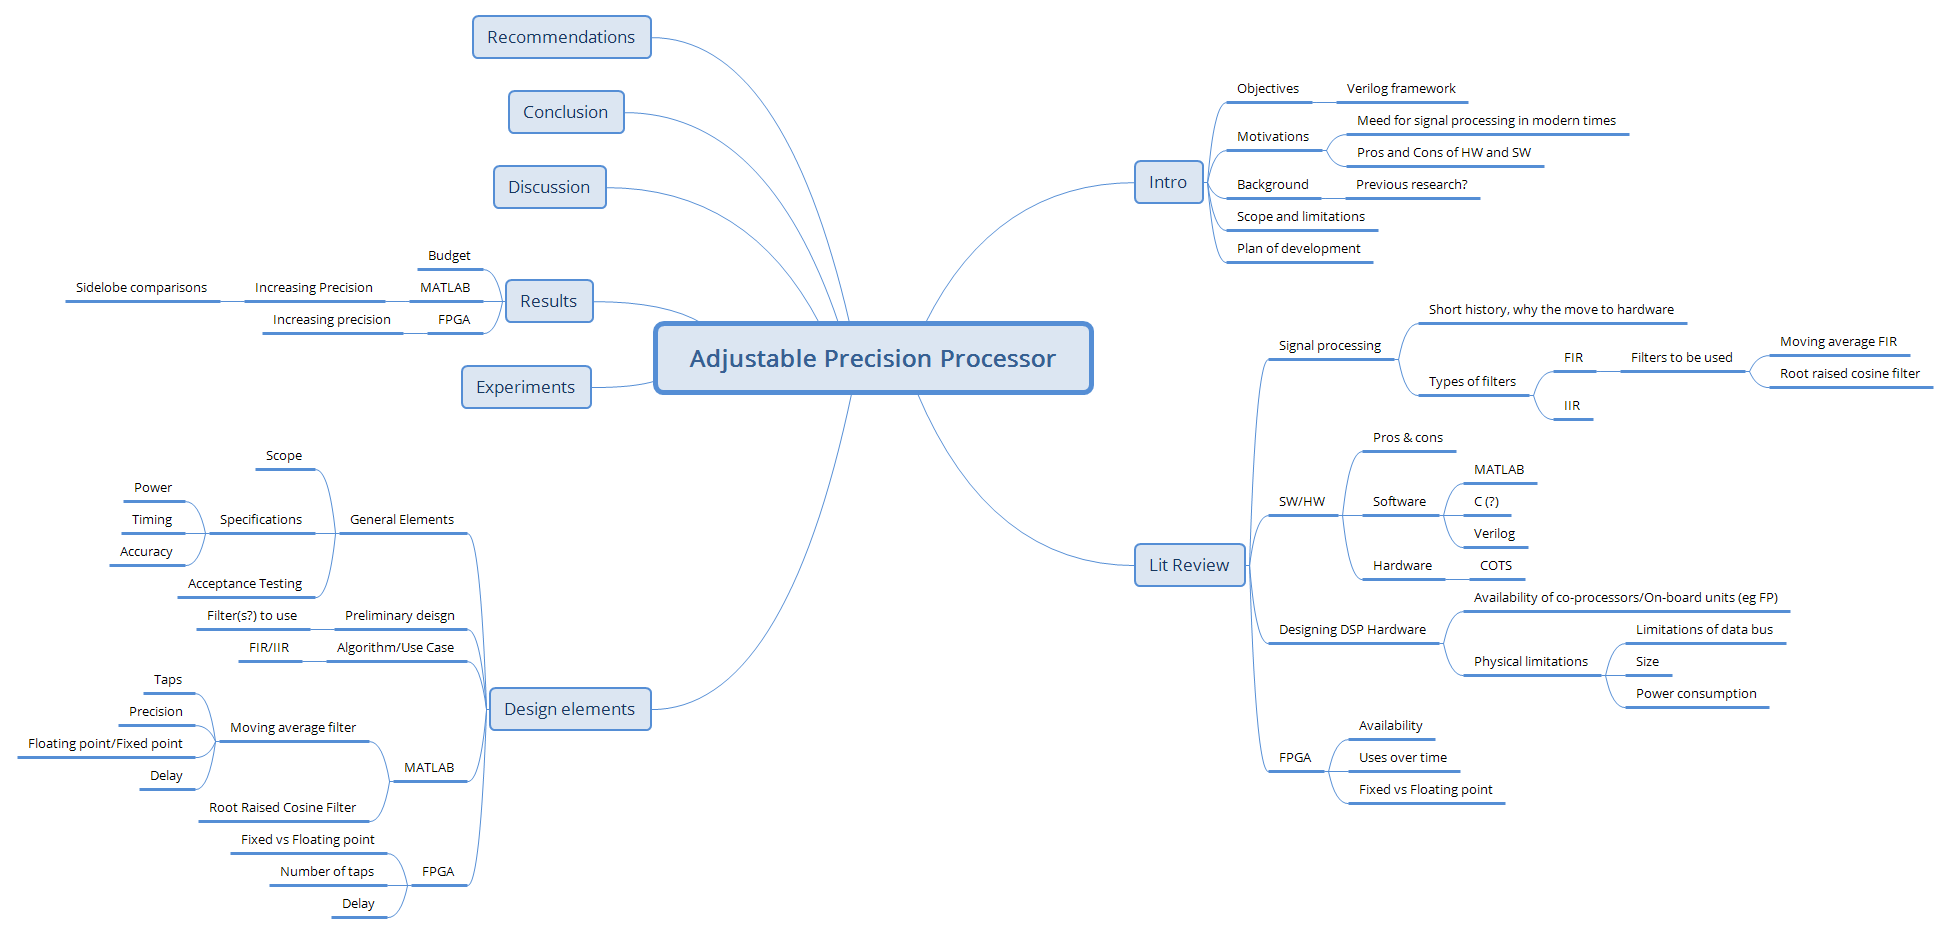 Adjustable Precision Processor
Intro
Objectives
Verilog framework
Motivations
Meed for signal processing in modern times
Pros and Cons of HW and SW
Background
Previous research?
Scope and limitations
Plan of development
Lit Review
Signal processing
Short history, why the move to hardware
Types of filters
FIR
Filters to be used
Moving average FIR
Root raised cosine filter
IIR
SW/HW
Pros & cons
Software
MATLAB
C (?)
Verilog
Hardware
COTS
Designing DSP Hardware
Availability of co-processors/On-board units (eg FP)
Physical limitations
Limitations of data bus
Size
Power consumption
FPGA
Availability
Uses over time
Fixed vs Floating point
Design elements
General Elements
Scope
Specifications
Power
Timing
Accuracy
Acceptance Testing
Preliminary deisgn
Filter(s?) to use
Algorithm/Use Case
FIR/IIR
MATLAB
Moving average filter
Taps
Precision
Floating point/Fixed point
Delay
Root Raised Cosine Filter
FPGA
Fixed vs Floating point
Number of taps
Delay
Experiments
Results
Budget
MATLAB
Increasing Precision
Sidelobe comparisons
FPGA
Increasing precision
Discussion
Conclusion
Recommendations